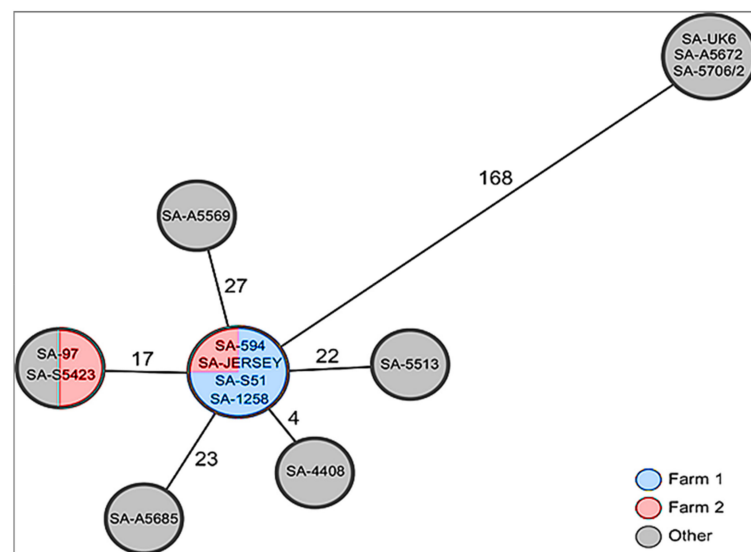 SA-UK6
SA-A5672
SA-5706/2
168
SA-A5569
27
SA-97
SA-S5423
17
SA-594
SA-JERSEY
SA-S51
SA-1258
22
SA-5513
4
SA-4408
23
SA-A5685
Farm 1
Farm 2
Other